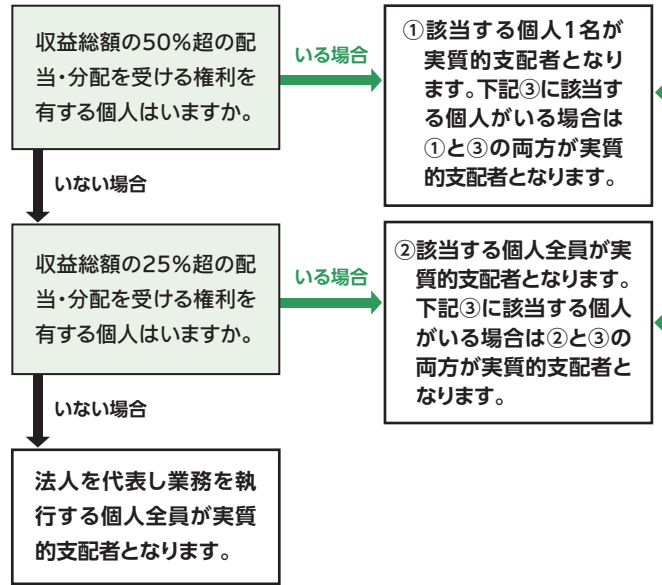 収益総額の50%超の配
当・分配を受ける権利を
有する個人はいますか。
いる場合
①該当する個人1名が
実質的支配者となり
ます。下記③に該当す
る個人がいる場合は
①と③の両方が実質
的支配者となります。
いない場合
収益総額の25%超の配
当・分配を受ける権利を
有する個人はいますか。
いる場合
②該当する個人全員が実
質的支配者となります。
下記③に該当する個人
がいる場合は②と③の
両方が実質的支配者と
なります。
いない場合
法人を代表し業務を執
行する個人全員が実質
的支配者となります。